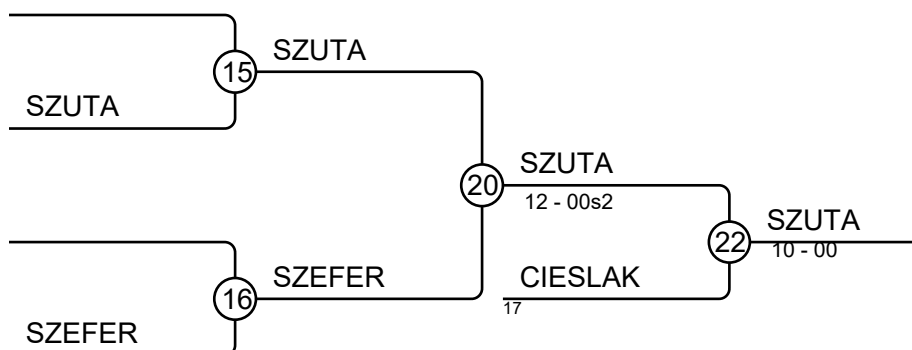 SZUTA
15
SZUTA
SZUTA
20
12 - 00s2
SZUTA
22
10 - 00
SZEFER
16
CIESLAK
17
SZEFER